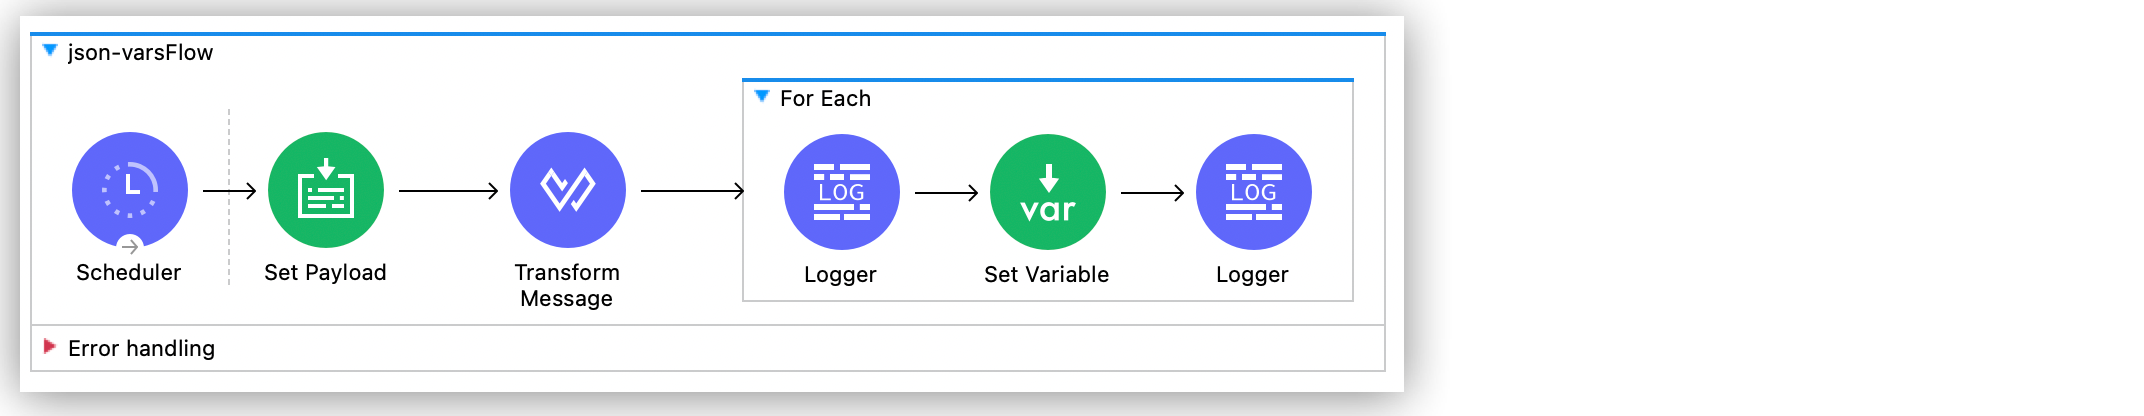 json-varsFlow
For Each
LOG
var
LOG
Scheduler
Set Payload
Transform
Message
Logger
Set Variable
Logger
Error handling